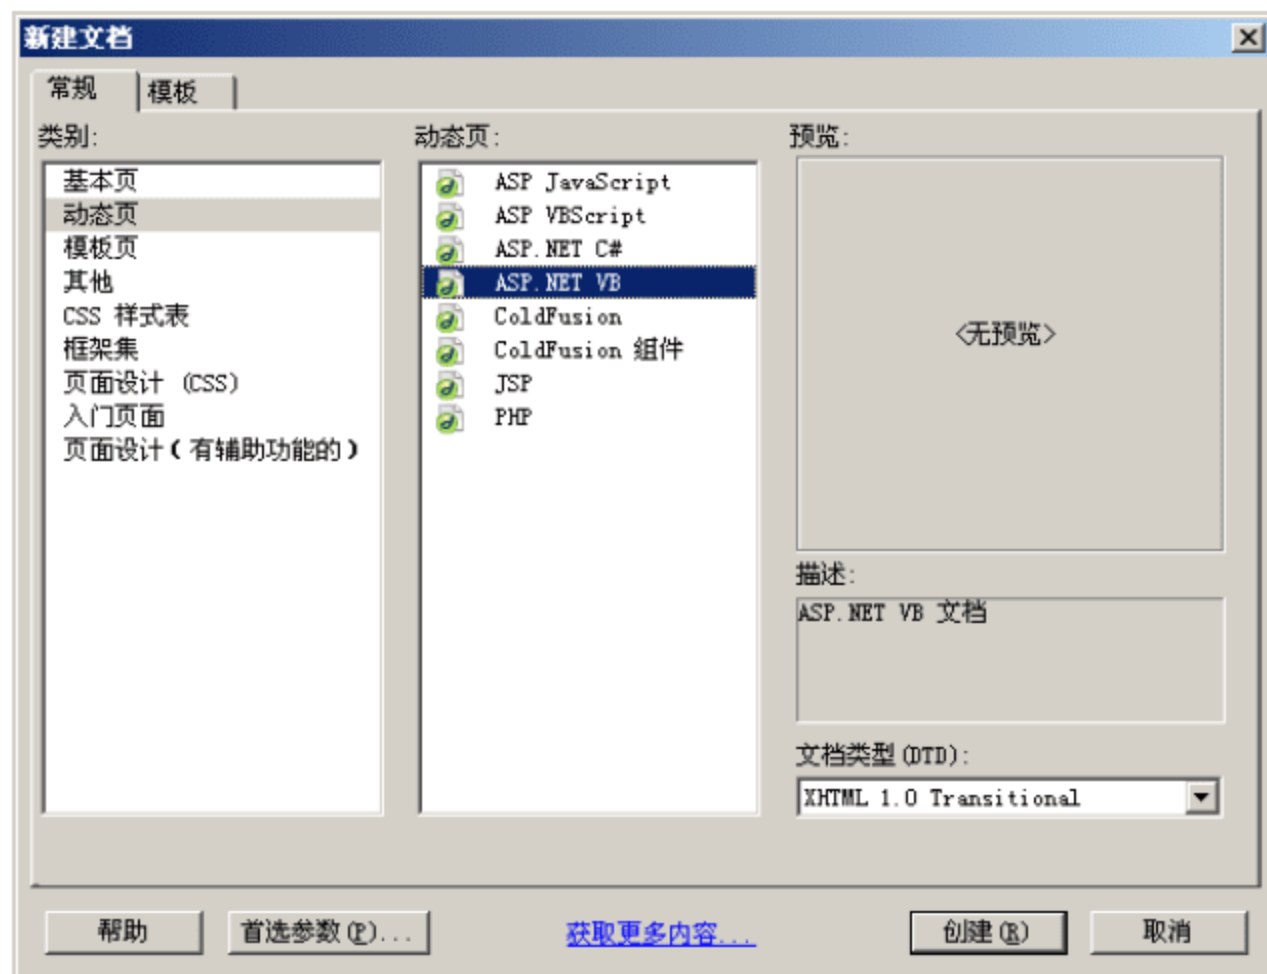 新建文档
常规
模板
类别:
基本页
动态页
模板页
其他
CSS 样式表
框架集
页面设计 (CSS)
入门页面
页面设计(有辅助功能的)
动态页:
ASP JavaScript
ASP VBScript
ASP.NET C#
ASP.NET VB
ColdFusion
ColdFusion 组件
JSP
PHP
预览:
<无预览>
描述:
ASP.NET VB 文档
文档类型(DTD):
XHTML 1.0 Transitional
帮助
首选参数(P)...
获取更多内容...
创建(R)
取消